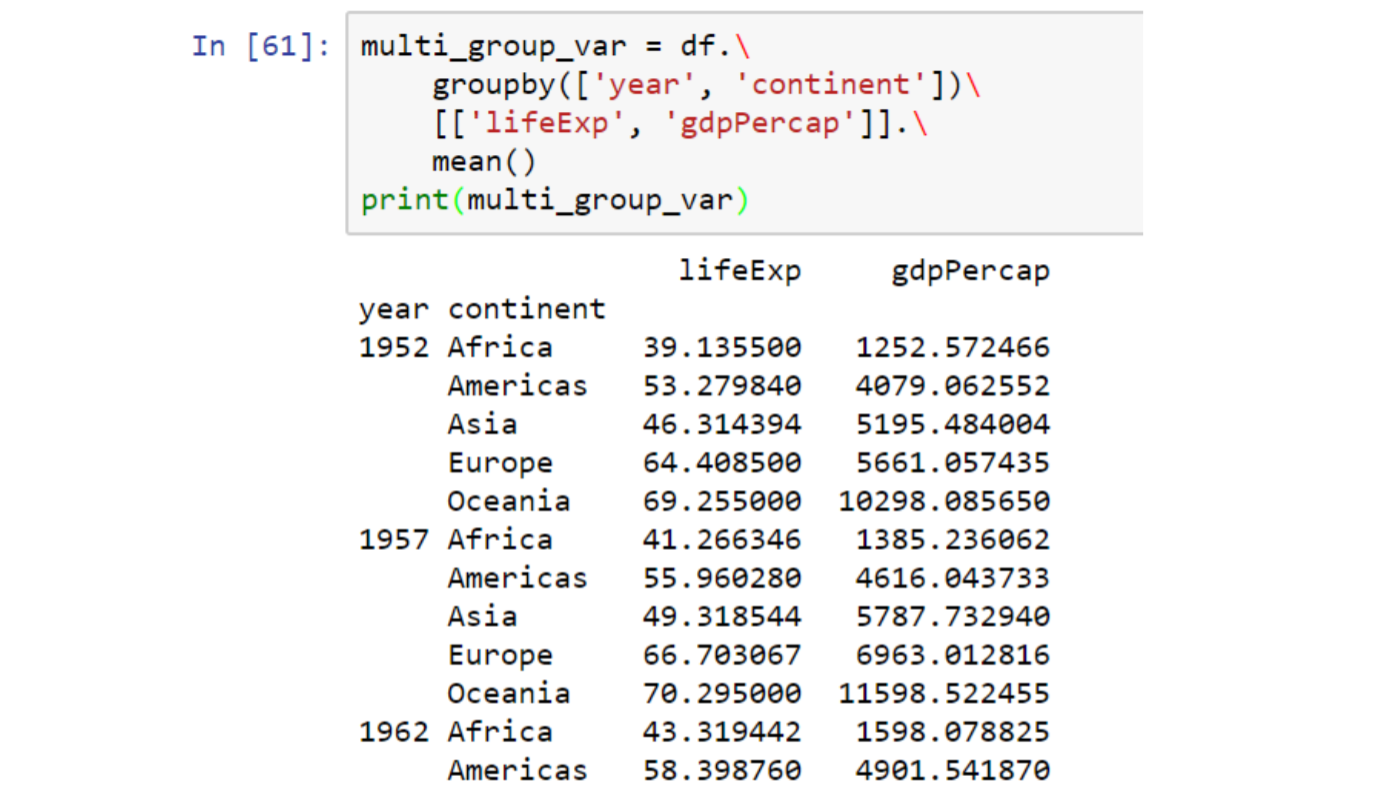 In [61]: multi_group_var = df.\
    groupby(['year', 'continent'])\
    [['lifeExp', 'gdpPercap']].\
    mean()
print(multi_group_var)
                  lifeExp     gdpPercap
year continent
1952 Africa     39.135500   1252.572466
     Americas   53.279840   4079.062552
     Asia       46.314394   5195.484004
     Europe     64.408500   5661.057435
     Oceania    69.255000  10298.085650
1957 Africa     41.266346   1385.236062
     Americas   55.960280   4616.043733
     Asia       49.318544   5787.732940
     Europe     66.703067   6963.012816
     Oceania    70.295000  11598.522455
1962 Africa     43.319442   1598.078825
     Americas   58.398760   4901.541870